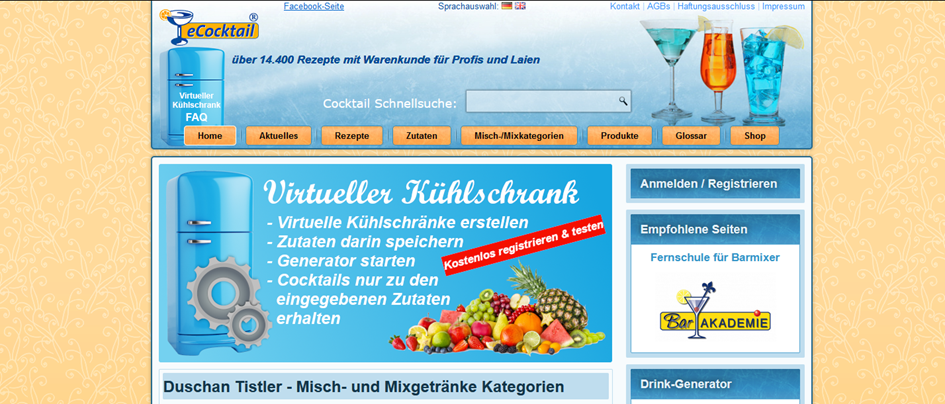 Facebook-Seite
Sprachauswahl:
Kontakt | AGBs | Haftungsausschluss | Impressum
eCocktail®
über 14.400 Rezepte mit Warenkunde für Profis und Laien
Virtueller
Kühlschrank
FAQ
Cocktail Schnellsuche:
Home
Aktuelles
Rezepte
Zutaten
Misch-/Mixkategorien
Produkte
Glossar
Shop
Virtueller Kühlschrank
- Virtuelle Kühlschränke erstellen
- Zutaten darin speichern
- Generator starten
- Cocktails nur zu den
eingegebenen Zutaten
erhalten
Kostenlos registrieren & testen
Anmelden / Registrieren
Empfohlene Seiten
Fernschule für Barmixer
Bar AKADEMIE
Duschan Tistler - Misch- und Mixgetränke Kategorien
Drink-Generator